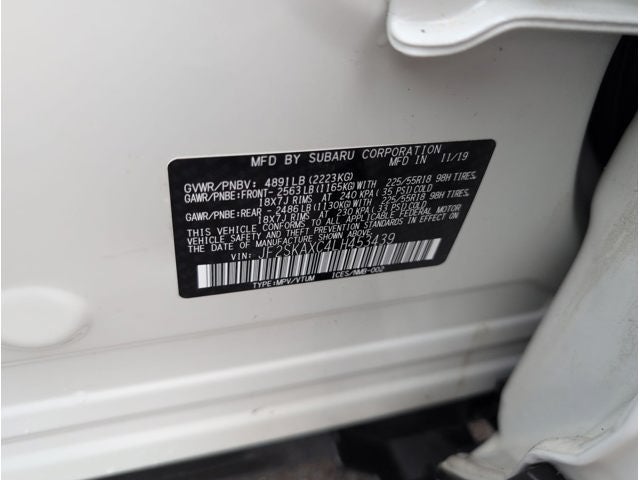 MFD BY SUBARU CORPORATION MFD IN 11/19
GVWR/PNBV: 4891LB (2223KG)
GAWR/PNBE:FRONT- 2563LB (1165KG) WITH 225/55R18 98H TIRES
18X7J RIMS AT 240 KPA (35 PSI) COLD
GAWR/PNBE:REAR - 2486LB (1130KG) WITH 225/55R18 98H TIRES
18X7J RIMS AT 230 KPA (33 PSI) COLD
THIS VEHICLE CONFORMS TO ALL APPLICABLE FEDERAL MOTOR
VEHICLE SAFETY AND THEFT PREVENTION STANDARDS IN EFFECT ON
THE DATE OF MANUFACTURE SHOWN ABOVE.
VIN: JF2SKAXC4LH453439
TYPE:MPV/VTUM ICES/NMB-002